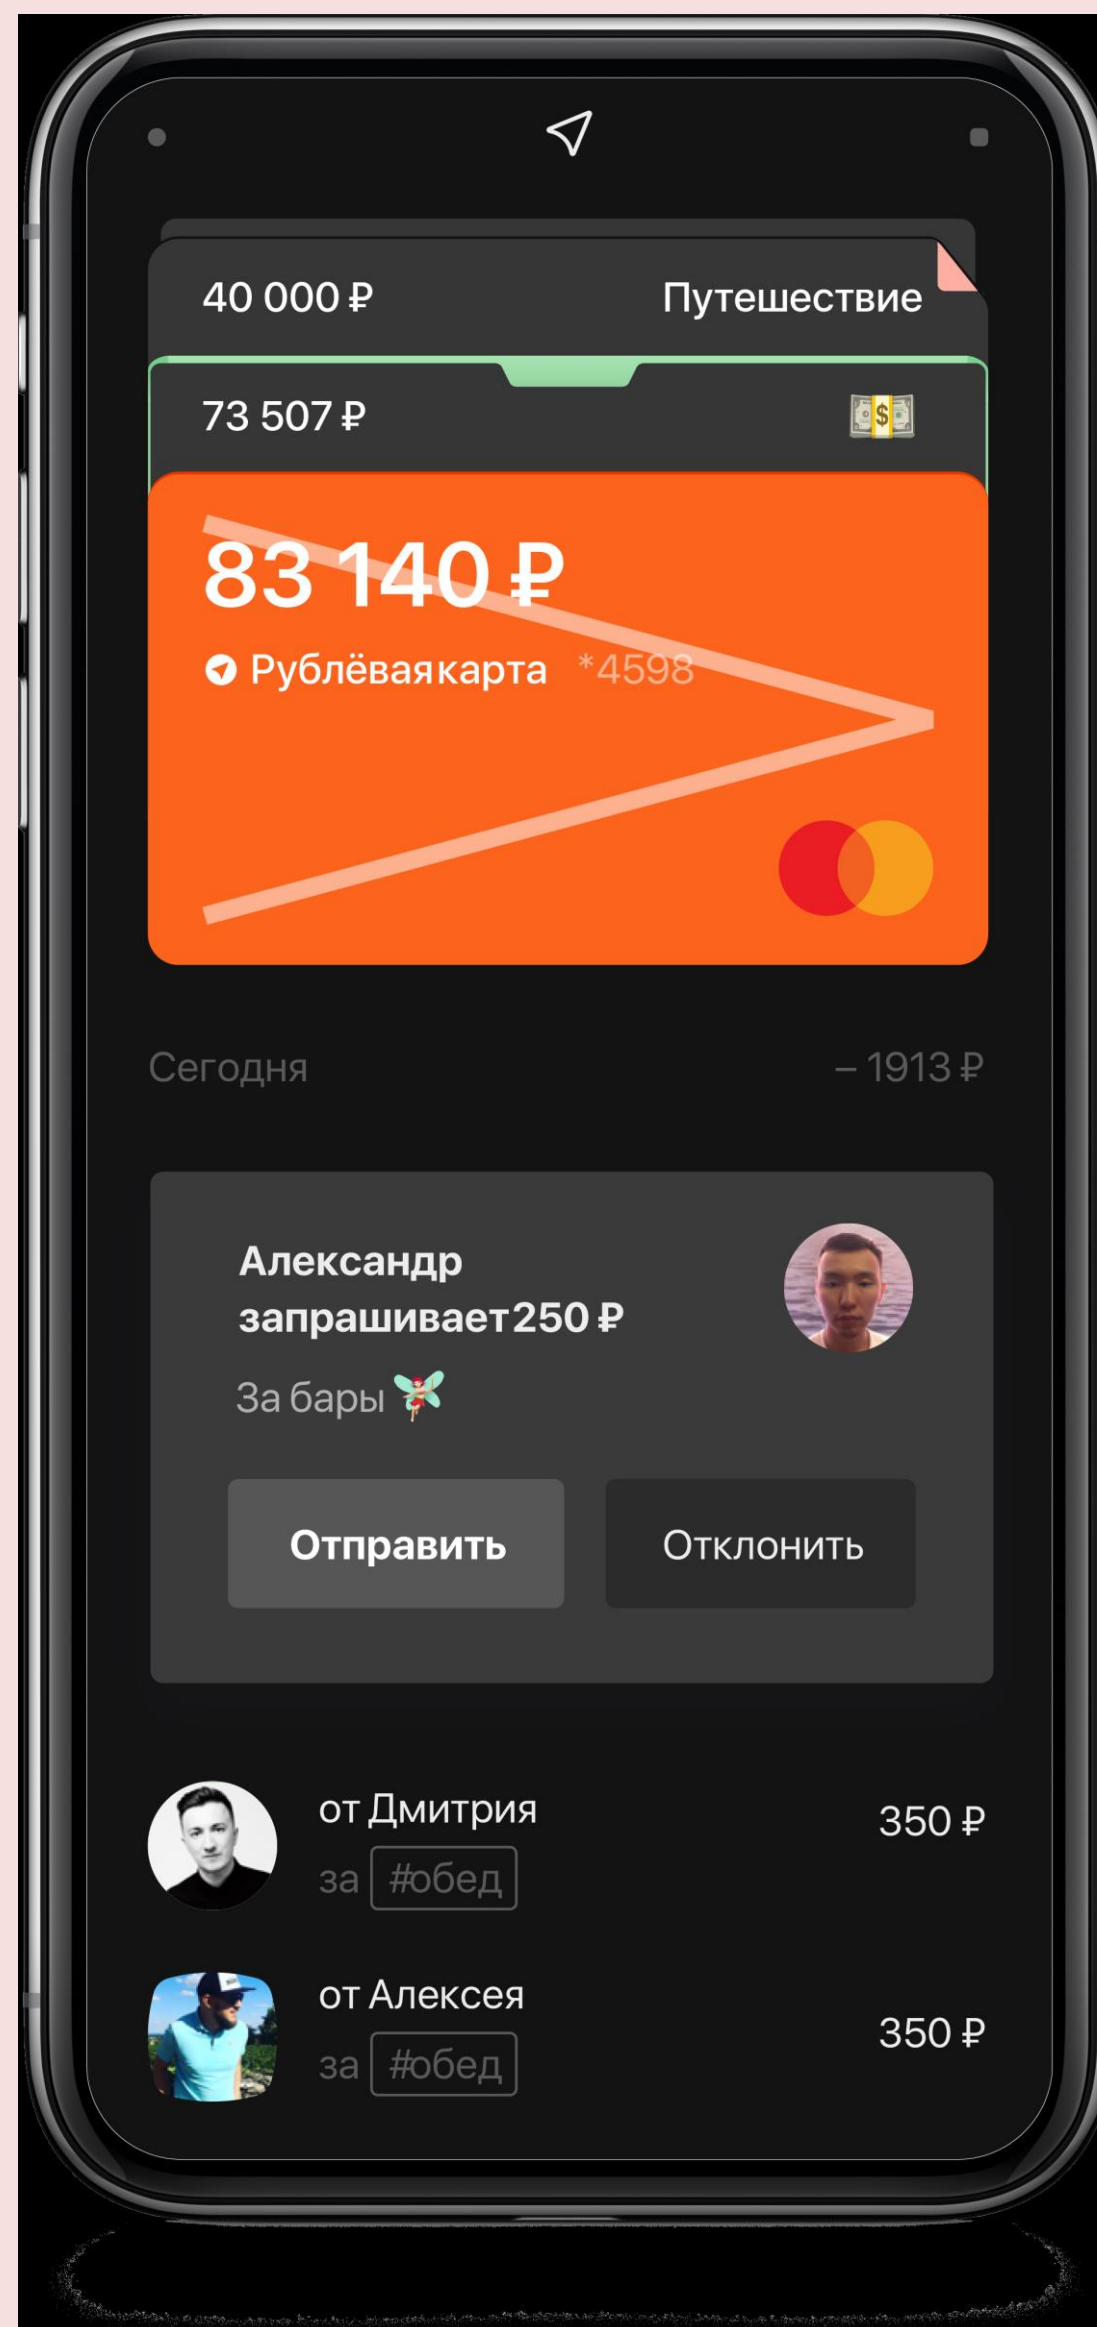 40 000 ₽ Путешествие
73 507 ₽
83 140 ₽
Рублёвая карта *4598
Сегодня – 1913 ₽
Александр
запрашивает 250 ₽
За бары
Отправить Отклонить
от Дмитрия 350 ₽
за #обед
от Алексея 350 ₽
за #обед